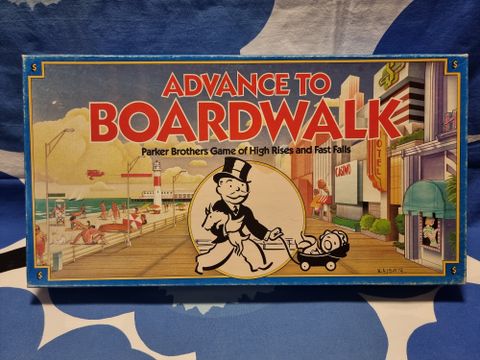 ADVANCE TO
BOARDWALK
Parker Brothers Game of High Rises and Fast Falls
HOTEL
CASINO
$
$
$
$